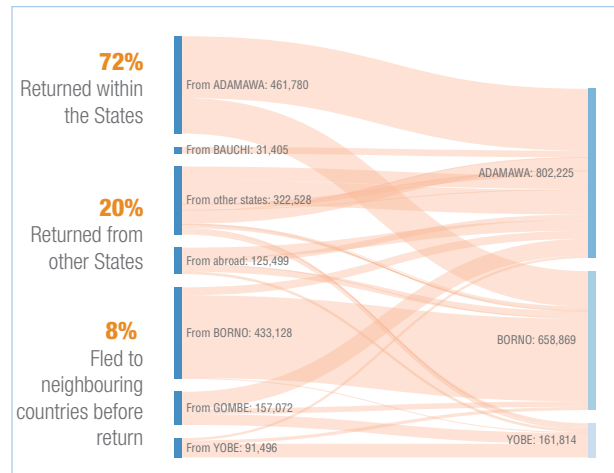 72%
Returned within
the States
20%
Returned from
other States
8%
Fled to
neighbouring
countries before
return
From ADAMAWA: 461,780
From BAUCHI: 31,405
From other states: 322,528
From abroad: 125,499
From BORNO: 433,128
From GOMBE: 157,072
From YOBE: 91,496
ADAMAWA: 802,225
BORNO: 658,869
YOBE: 161,814